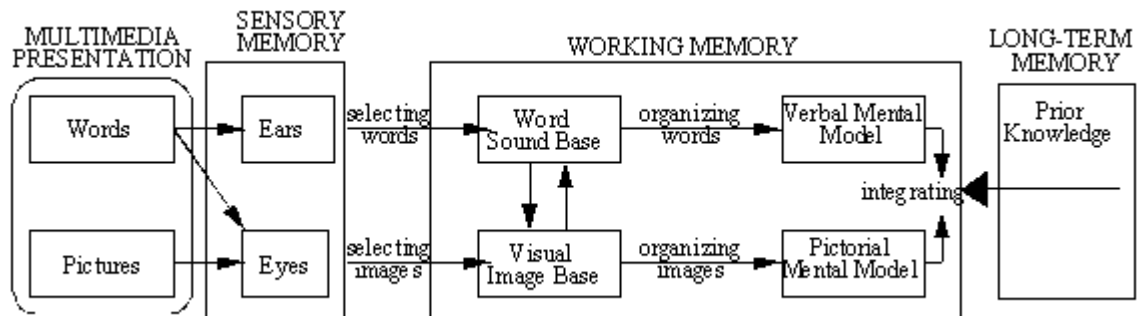 MULTIMEDIA
PRESENTATION
SENSORY
MEMORY
WORKING MEMORY
LONG-TERM
MEMORY
Words
Ears
selecting
words
Word
Sound Base
organizing
words
Verbal Mental
Model
Prior
Knowledge
integrating
Pictures
Eyes
selecting
images
Visual
Image Base
organizing
images
Pictorial
Mental Model